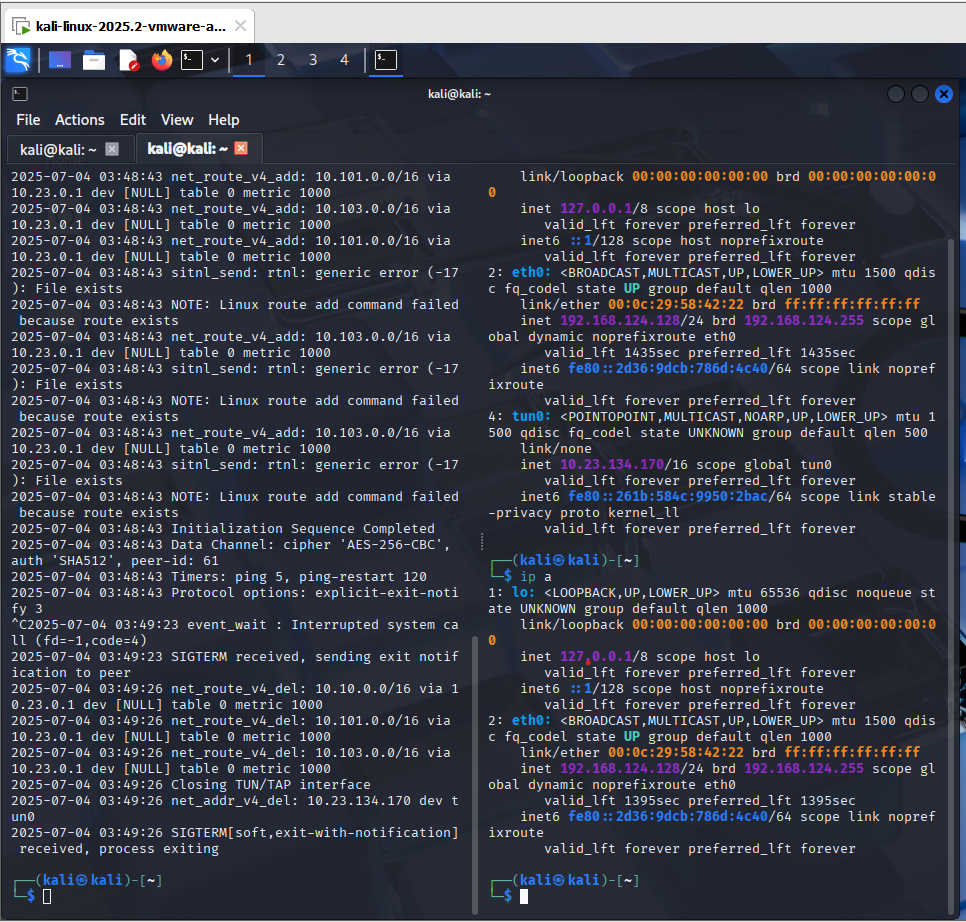 kali-linux-2025.2-vmware-a...
1 2 3 4
kali@kali: ~
File Actions Edit View Help
kali@kali: ~
kali@kali: ~
2025-07-04 03:48:43 net_route_v4_add: 10.101.0.0/16 via
10.23.0.1 dev [NULL] table 0 metric 1000
2025-07-04 03:48:43 net_route_v4_add: 10.103.0.0/16 via
10.23.0.1 dev [NULL] table 0 metric 1000
2025-07-04 03:48:43 net_route_v4_add: 10.101.0.0/16 via
10.23.0.1 dev [NULL] table 0 metric 1000
2025-07-04 03:48:43 sitnl_send: rtnl: generic error (-17
): File exists
2025-07-04 03:48:43 NOTE: Linux route add command failed
because route exists
2025-07-04 03:48:43 net_route_v4_add: 10.103.0.0/16 via
10.23.0.1 dev [NULL] table 0 metric 1000
2025-07-04 03:48:43 sitnl_send: rtnl: generic error (-17
): File exists
2025-07-04 03:48:43 NOTE: Linux route add command failed
because route exists
2025-07-04 03:48:43 net_route_v4_add: 10.103.0.0/16 via
10.23.0.1 dev [NULL] table 0 metric 1000
2025-07-04 03:48:43 sitnl_send: rtnl: generic error (-17
): File exists
2025-07-04 03:48:43 NOTE: Linux route add command failed
because route exists
2025-07-04 03:48:43 Initialization Sequence Completed
2025-07-04 03:48:43 Data Channel: cipher 'AES-256-CBC',
auth 'SHA512', peer-id: 61
2025-07-04 03:48:43 Timers: ping 5, ping-restart 120
2025-07-04 03:48:43 Protocol options: explicit-exit-noti
fy 3
^C2025-07-04 03:49:23 event_wait : Interrupted system ca
ll (fd=-1,code=4)
2025-07-04 03:49:23 SIGTERM received, sending exit notif
ication to peer
2025-07-04 03:49:26 net_route_v4_del: 10.10.0.0/16 via 1
0.23.0.1 dev [NULL] table 0 metric 1000
2025-07-04 03:49:26 net_route_v4_del: 10.101.0.0/16 via
10.23.0.1 dev [NULL] table 0 metric 1000
2025-07-04 03:49:26 net_route_v4_del: 10.103.0.0/16 via
10.23.0.1 dev [NULL] table 0 metric 1000
2025-07-04 03:49:26 Closing TUN/TAP interface
2025-07-04 03:49:26 net_addr_v4_del: 10.23.134.170 dev t
un0
2025-07-04 03:49:26 SIGTERM[soft,exit-with-notification]
received, process exiting
┌──(kali㉿kali)-[~]
└─$
link/loopback 00:00:00:00:00:00 brd 00:00:00:00:00:0
0
inet 127.0.0.1/8 scope host lo
valid_lft forever preferred_lft forever
inet6 ::1/128 scope host noprefixroute
valid_lft forever preferred_lft forever
2: eth0: <BROADCAST,MULTICAST,UP,LOWER_UP> mtu 1500 qdis
c fq_codel state UP group default qlen 1000
link/ether 00:0c:29:58:42:22 brd ff:ff:ff:ff:ff:ff
inet 192.168.124.128/24 brd 192.168.124.255 scope gl
obal dynamic noprefixroute eth0
valid_lft 1435sec preferred_lft 1435sec
inet6 fe80::2d36:9dcb:786d:4c40/64 scope link nopref
ixroute
valid_lft forever preferred_lft forever
4: tun0: <POINTOPOINT,MULTICAST,NOARP,UP,LOWER_UP> mtu 1
500 qdisc fq_codel state UNKNOWN group default qlen 500
link/none
inet 10.23.134.170/16 scope global tun0
valid_lft forever preferred_lft forever
inet6 fe80::261b:584c:9950:2bac/64 scope link stable
-privacy proto kernel_ll
valid_lft forever preferred_lft forever
┌──(kali㉿kali)-[~]
└─$ ip a
1: lo: <LOOPBACK,UP,LOWER_UP> mtu 65536 qdisc noqueue st
ate UNKNOWN group default qlen 1000
link/loopback 00:00:00:00:00:00 brd 00:00:00:00:00:0
0
inet 127.0.0.1/8 scope host lo
valid_lft forever preferred_lft forever
inet6 ::1/128 scope host noprefixroute
valid_lft forever preferred_lft forever
2: eth0: <BROADCAST,MULTICAST,UP,LOWER_UP> mtu 1500 qdis
c fq_codel state UP group default qlen 1000
link/ether 00:0c:29:58:42:22 brd ff:ff:ff:ff:ff:ff
inet 192.168.124.128/24 brd 192.168.124.255 scope gl
obal dynamic noprefixroute eth0
valid_lft 1395sec preferred_lft 1395sec
inet6 fe80::2d36:9dcb:786d:4c40/64 scope link nopref
ixroute
valid_lft forever preferred_lft forever
┌──(kali㉿kali)-[~]
└─$